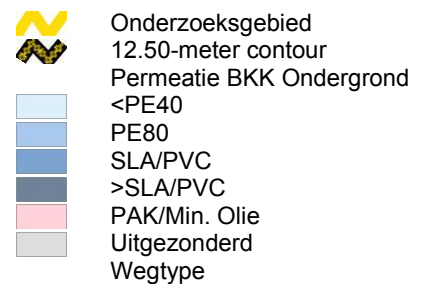 Onderzoeksgebied
12.50-meter contour
Permeatie BKK Ondergrond
<PE40
PE80
SLA/PVC
>SLA/PVC
PAK/Min. Olie
Uitgezonderd
Wegtype